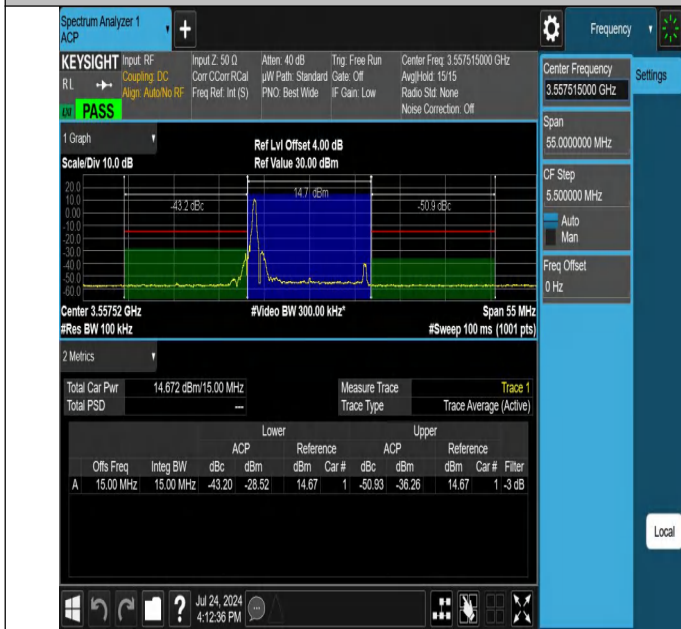 Spectrum Analyzer 1
ACP
Frequency
KEYSIGHT
RL
PASS
Input: RF
Coupling: DC
Align: Auto/No RF
Input Z: 50 Ω
Corr CCorr RCal
Freq Ref: Int (S)
Atten: 40 dB
µW Path: Standard
PNO: Best Wide
Trig: Free Run
Gate: Off
IF Gain: Low
Center Freq: 3.557515000 GHz
Avg|Hold: 15/15
Radio Std: None
Noise Correction: Off
Center Frequency
3.557515000 GHz
Settings
Span
55.0000000 MHz
CF Step
5.500000 MHz
Auto
Man
Freq Offset
0 Hz
1 Graph
Scale/Div 10.0 dB
Ref Lvl Offset 4.00 dB
Ref Value 30.00 dBm
20.0
10.0
0.00
-10.0
-20.0
-30.0
-40.0
-50.0
-60.0
-43.2 dBc
14.7 dBm
-50.9 dBc
Center 3.55752 GHz
#Video BW 300.00 kHz*
Span 55 MHz
#Res BW 100 kHz
#Sweep 100 ms (1001 pts)
2 Metrics
Total Car Pwr 14.672 dBm/15.00 MHz
Total PSD ---
Measure Trace Trace 1
Trace Type Trace Average (Active)
Lower Upper
ACP Reference ACP Reference
Offs Freq Integ BW dBc dBm dBm Car # dBc dBm dBm Car # Filter
A 15.00 MHz 15.00 MHz -43.20 -28.52 14.67 1 -50.93 -36.26 14.67 1 -3 dB
Local
Jul 24, 2024
4:12:36 PM